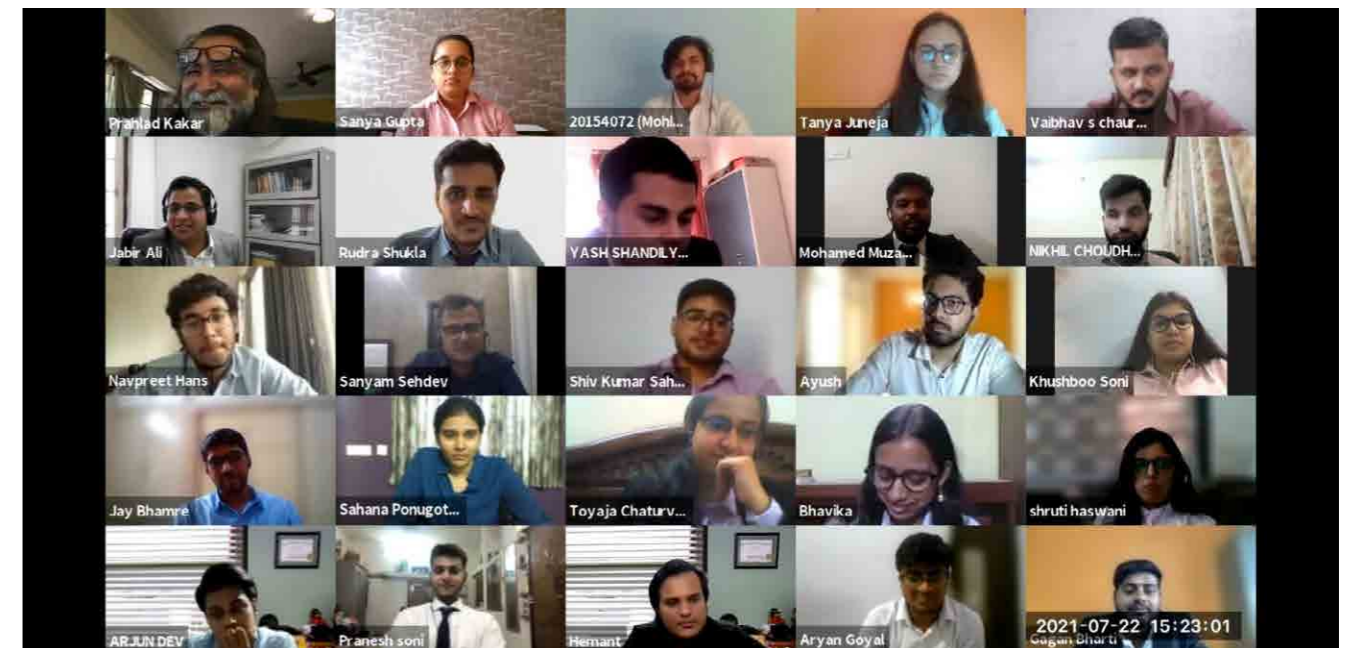 Prahlad Kakar
Sanya Gupta
20154072 (Mohl...
Tanya Juneja
Vaibhav s chaur...
Jabir Ali
Rudra Shukla
YASH SHANDILY...
Mohamed Muza...
NIKHIL CHOUDH...
Navpreet Hans
Sanyam Sehdev
Shiv Kumar Sah...
Ayush
Khushboo Soni
Jay Bhamre
Sahana Ponugot...
Toyaja Chaturv...
Bhavika
shruti haswani
ARJUN DEV
Pranesh soni
Hemant
Aryan Goyal
2021-07-22 15:23:01
Gagan Bharti